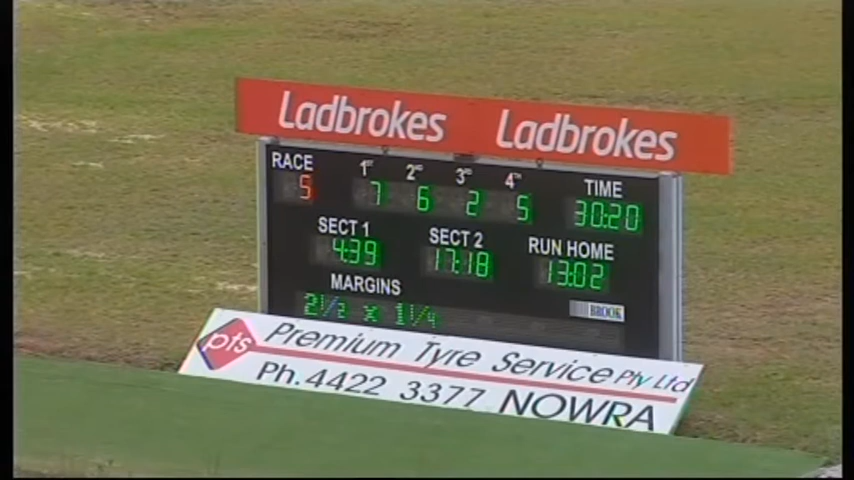 Ladbrokes Ladbrokes
RACE 1ST 2ND 3RD 4TH TIME
5 7 6 2 5 30:20
SECT 1 SECT 2 RUN HOME
4:39 17:18 13:02
MARGINS
2 1/2 x 1 1/4
BROOK
pts Premium Tyre Service Pty Ltd
Ph. 4422 3377 NOWRA